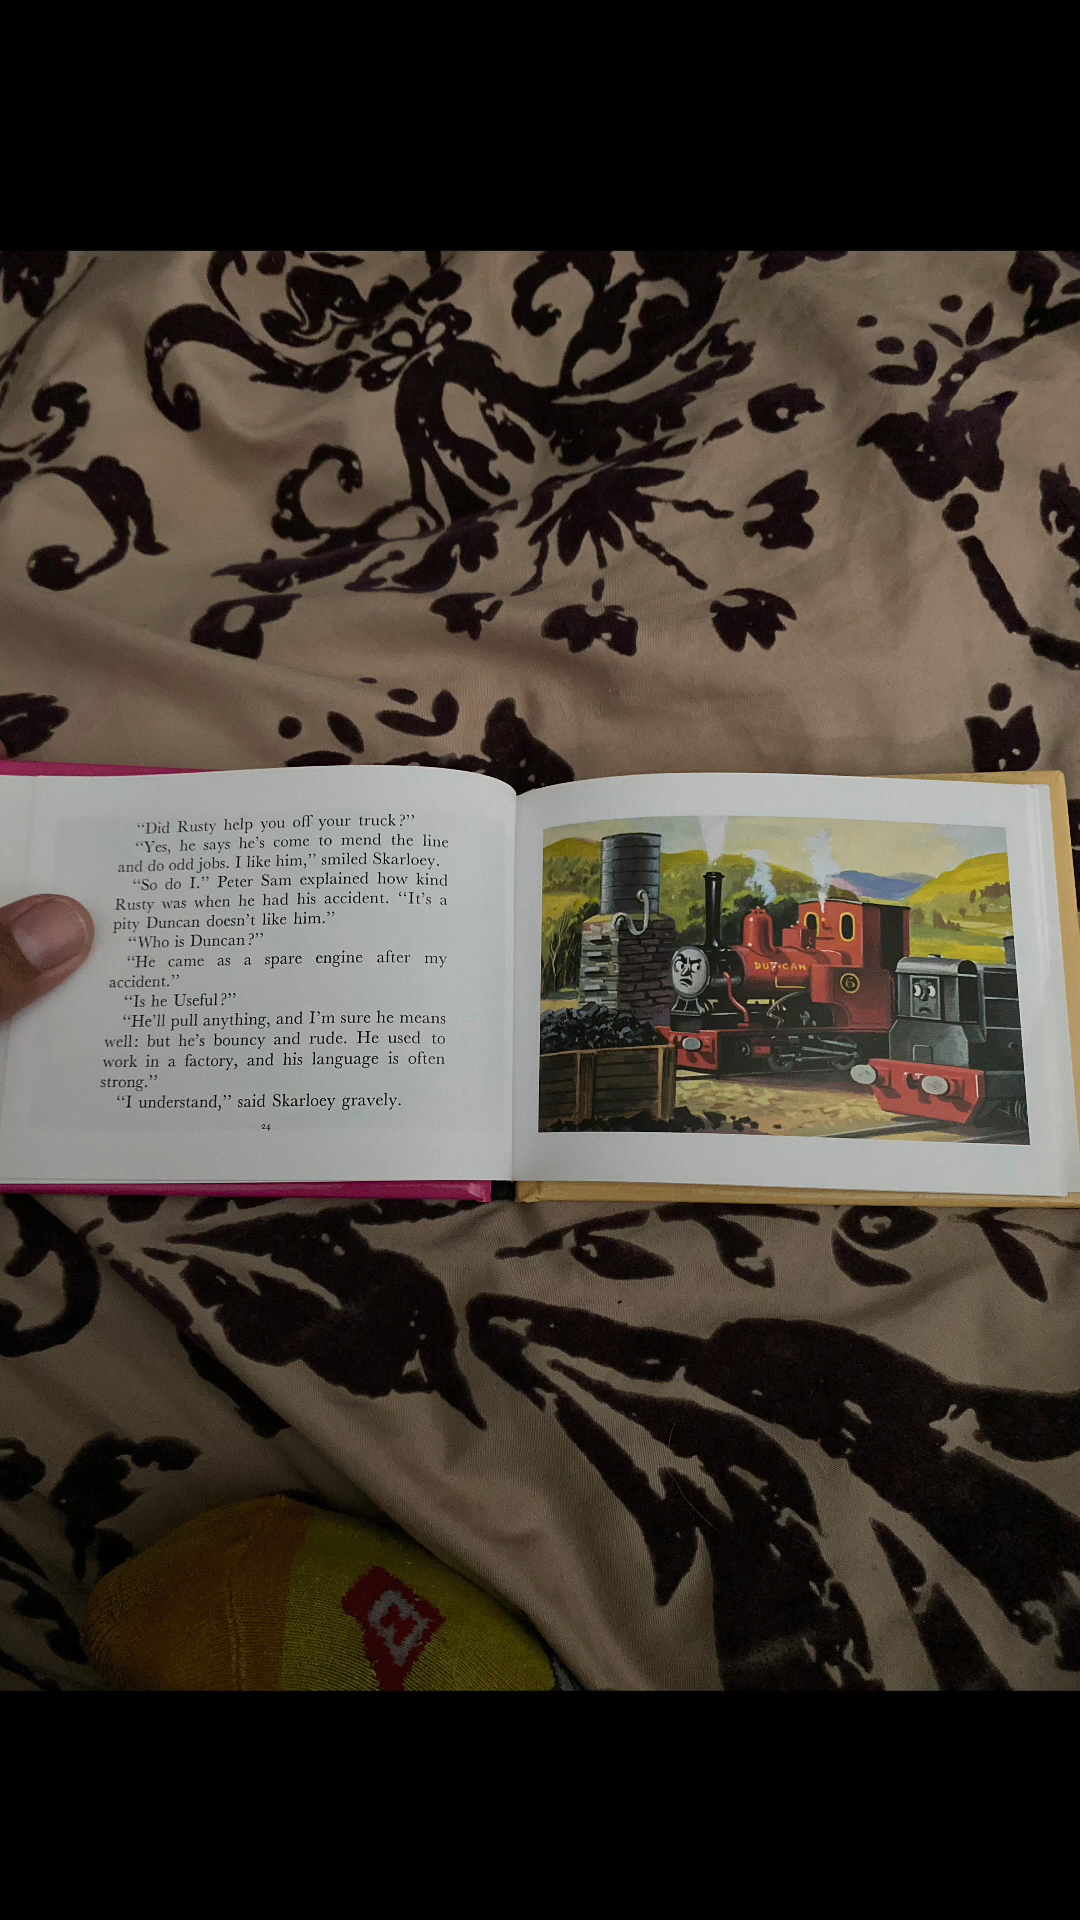 “Did Rusty help you off your truck?”
“Yes, he says he’s come to mend the line
and do odd jobs. I like him,” smiled Skarloey.
“So do I.” Peter Sam explained how kind
Rusty was when he had his accident. “It’s a
pity Duncan doesn’t like him.”
“Who is Duncan?”
“He came as a spare engine after my
accident.”
“Is he Useful?”
“He’ll pull anything, and I’m sure he means
well: but he’s bouncy and rude. He used to
work in a factory, and his language is often
strong.”
“I understand,” said Skarloey gravely.
24
DUNCAN
6